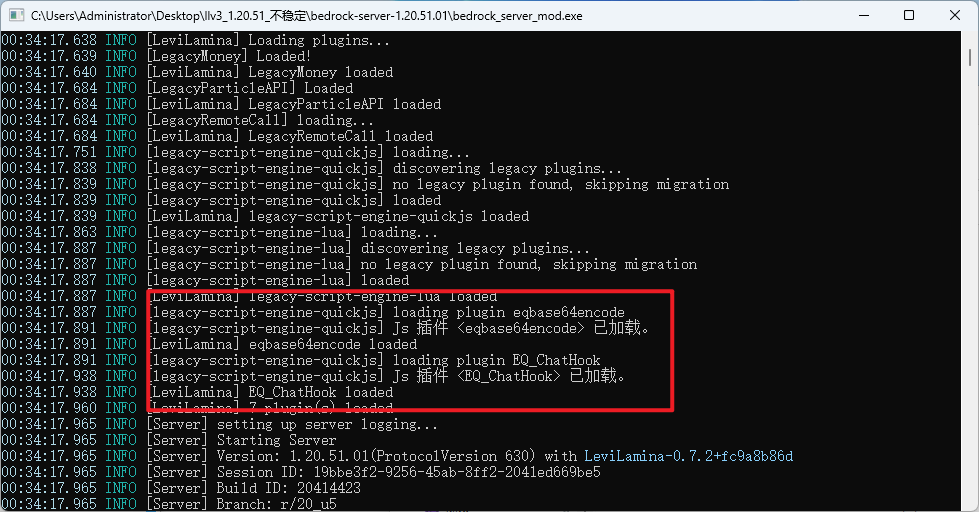 C:\Users\Administrator\Desktop\llv3_1.20.51_不稳定\bedrock-server-1.20.51.01\bedrock_server_mod.exe
00:34:17.638 INFO [LeviLamina] Loading plugins...
00:34:17.639 INFO [LegacyMoney] Loaded!
00:34:17.640 INFO [LeviLamina] LegacyMoney loaded
00:34:17.684 INFO [LegacyParticleAPI] Loaded
00:34:17.684 INFO [LeviLamina] LegacyParticleAPI loaded
00:34:17.684 INFO [LegacyRemoteCall] loading...
00:34:17.684 INFO [LeviLamina] LegacyRemoteCall loaded
00:34:17.751 INFO [legacy-script-engine-quickjs] loading...
00:34:17.838 INFO [legacy-script-engine-quickjs] discovering legacy plugins...
00:34:17.839 INFO [legacy-script-engine-quickjs] no legacy plugin found, skipping migration
00:34:17.839 INFO [legacy-script-engine-quickjs] loaded
00:34:17.839 INFO [LeviLamina] legacy-script-engine-quickjs loaded
00:34:17.863 INFO [legacy-script-engine-lua] loading...
00:34:17.887 INFO [legacy-script-engine-lua] discovering legacy plugins...
00:34:17.887 INFO [legacy-script-engine-lua] no legacy plugin found, skipping migration
00:34:17.887 INFO [legacy-script-engine-lua] loaded
00:34:17.887 INFO [LeviLamina] legacy-script-engine-lua loaded
00:34:17.887 INFO [legacy-script-engine-quickjs] loading plugin eqbase64encode
00:34:17.891 INFO [legacy-script-engine-quickjs] Js 插件 <eqbase64encode> 已加载。
00:34:17.891 INFO [LeviLamina] eqbase64encode loaded
00:34:17.891 INFO [legacy-script-engine-quickjs] loading plugin EQ_ChatHook
00:34:17.938 INFO [legacy-script-engine-quickjs] Js 插件 <EQ_ChatHook> 已加载。
00:34:17.938 INFO [LeviLamina] EQ_ChatHook loaded
00:34:17.960 INFO [LeviLamina] 7 plugin(s) loaded
00:34:17.965 INFO [Server] setting up server logging...
00:34:17.965 INFO [Server] Starting Server
00:34:17.965 INFO [Server] Version: 1.20.51.01(ProtocolVersion 630) with LeviLamina-0.7.2+fc9a8b86d
00:34:17.965 INFO [Server] Session ID: 19bbe3f2-9256-45ab-8ff2-2041ed669be5
00:34:17.965 INFO [Server] Build ID: 20414423
00:34:17.965 INFO [Server] Branch: r/20_u5